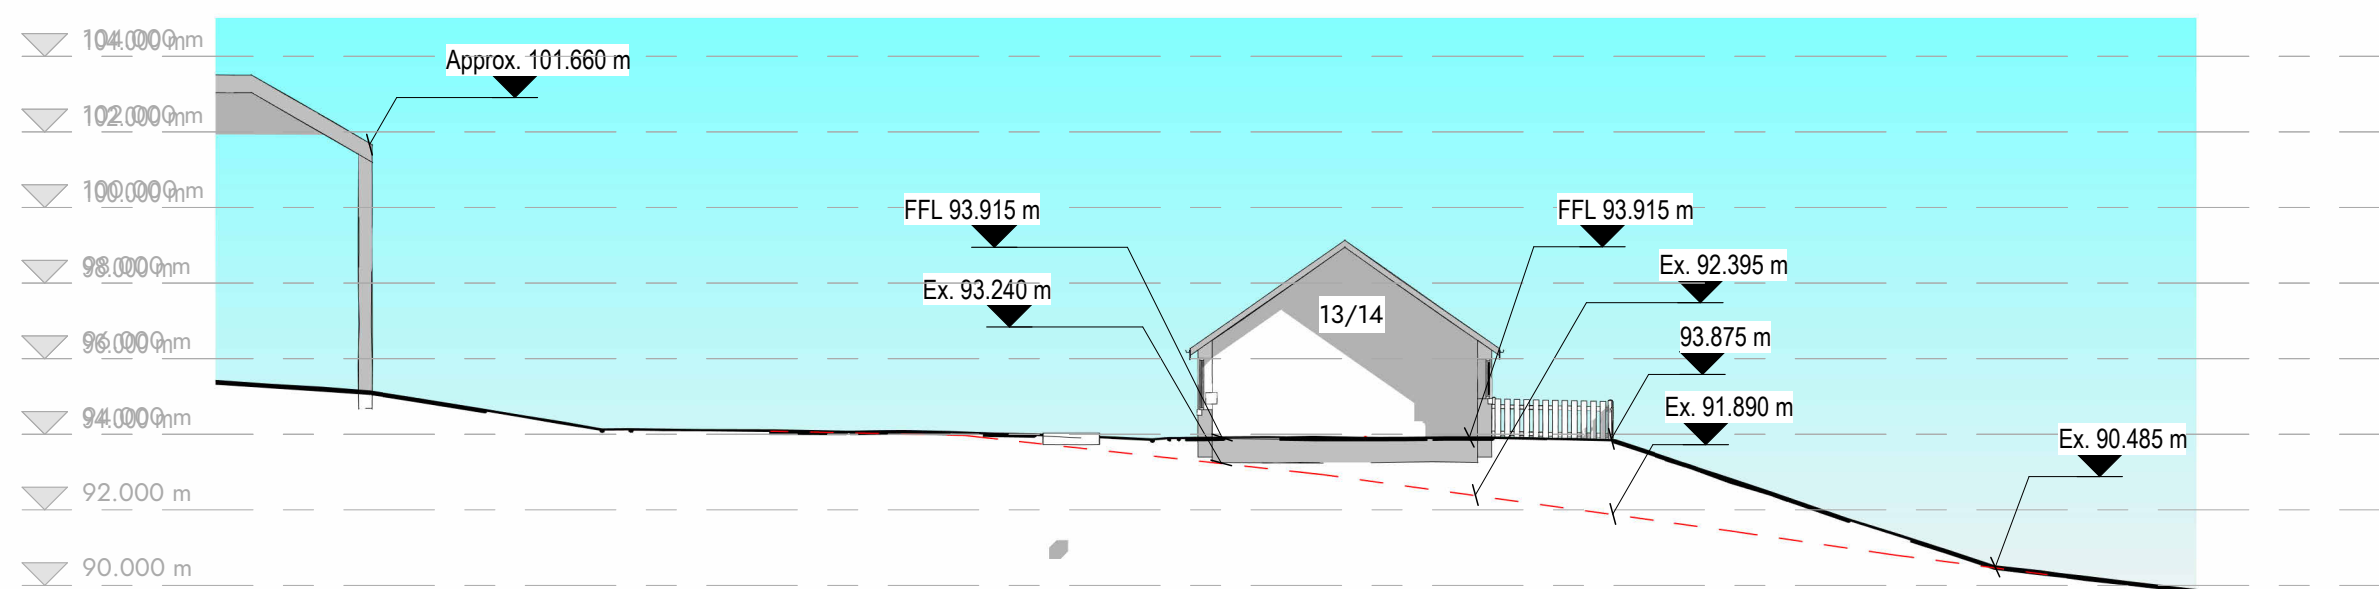 104.000 m
Approx. 101.660 m
102.000 m
100.000 m
FFL 93.915 m
FFL 93.915 m
98.000 m
Ex. 92.395 m
Ex. 93.240 m
13/14
96.000 m
93.875 m
94.000 m
Ex. 91.890 m
Ex. 90.485 m
92.000 m
90.000 m